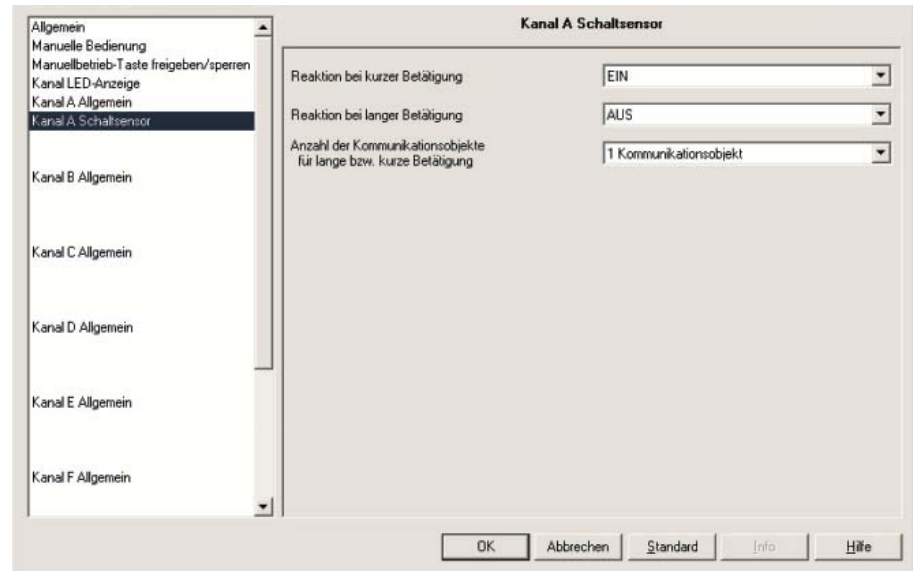 Kanal A Schaltsensor
Allgemein
Manuelle Bedienung
Manuellbetrieb-Taste freigeben/sperren
Kanal LED-Anzeige
Kanal A Allgemein
Kanal A Schaltsensor
Kanal B Allgemein
Kanal C Allgemein
Kanal D Allgemein
Kanal E Allgemein
Kanal F Allgemein
Reaktion bei kurzer Betätigung
EIN
Reaktion bei langer Betätigung
AUS
Anzahl der Kommunikationsobjekte
für lange bzw. kurze Betätigung
1 Kommunikationsobjekt
OK
Abbrechen
Standard
Info
Hilfe